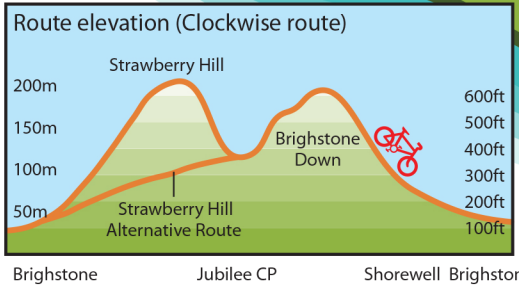 Route elevation (Clockwise route)
Strawberry Hill
200m
600ft
150m
500ft
Brighstone
Down
400ft
100m
300ft
50m
Strawberry Hill
Alternative Route
200ft
100ft
Brighstone
Jubilee CP
Shorewell
Brighston